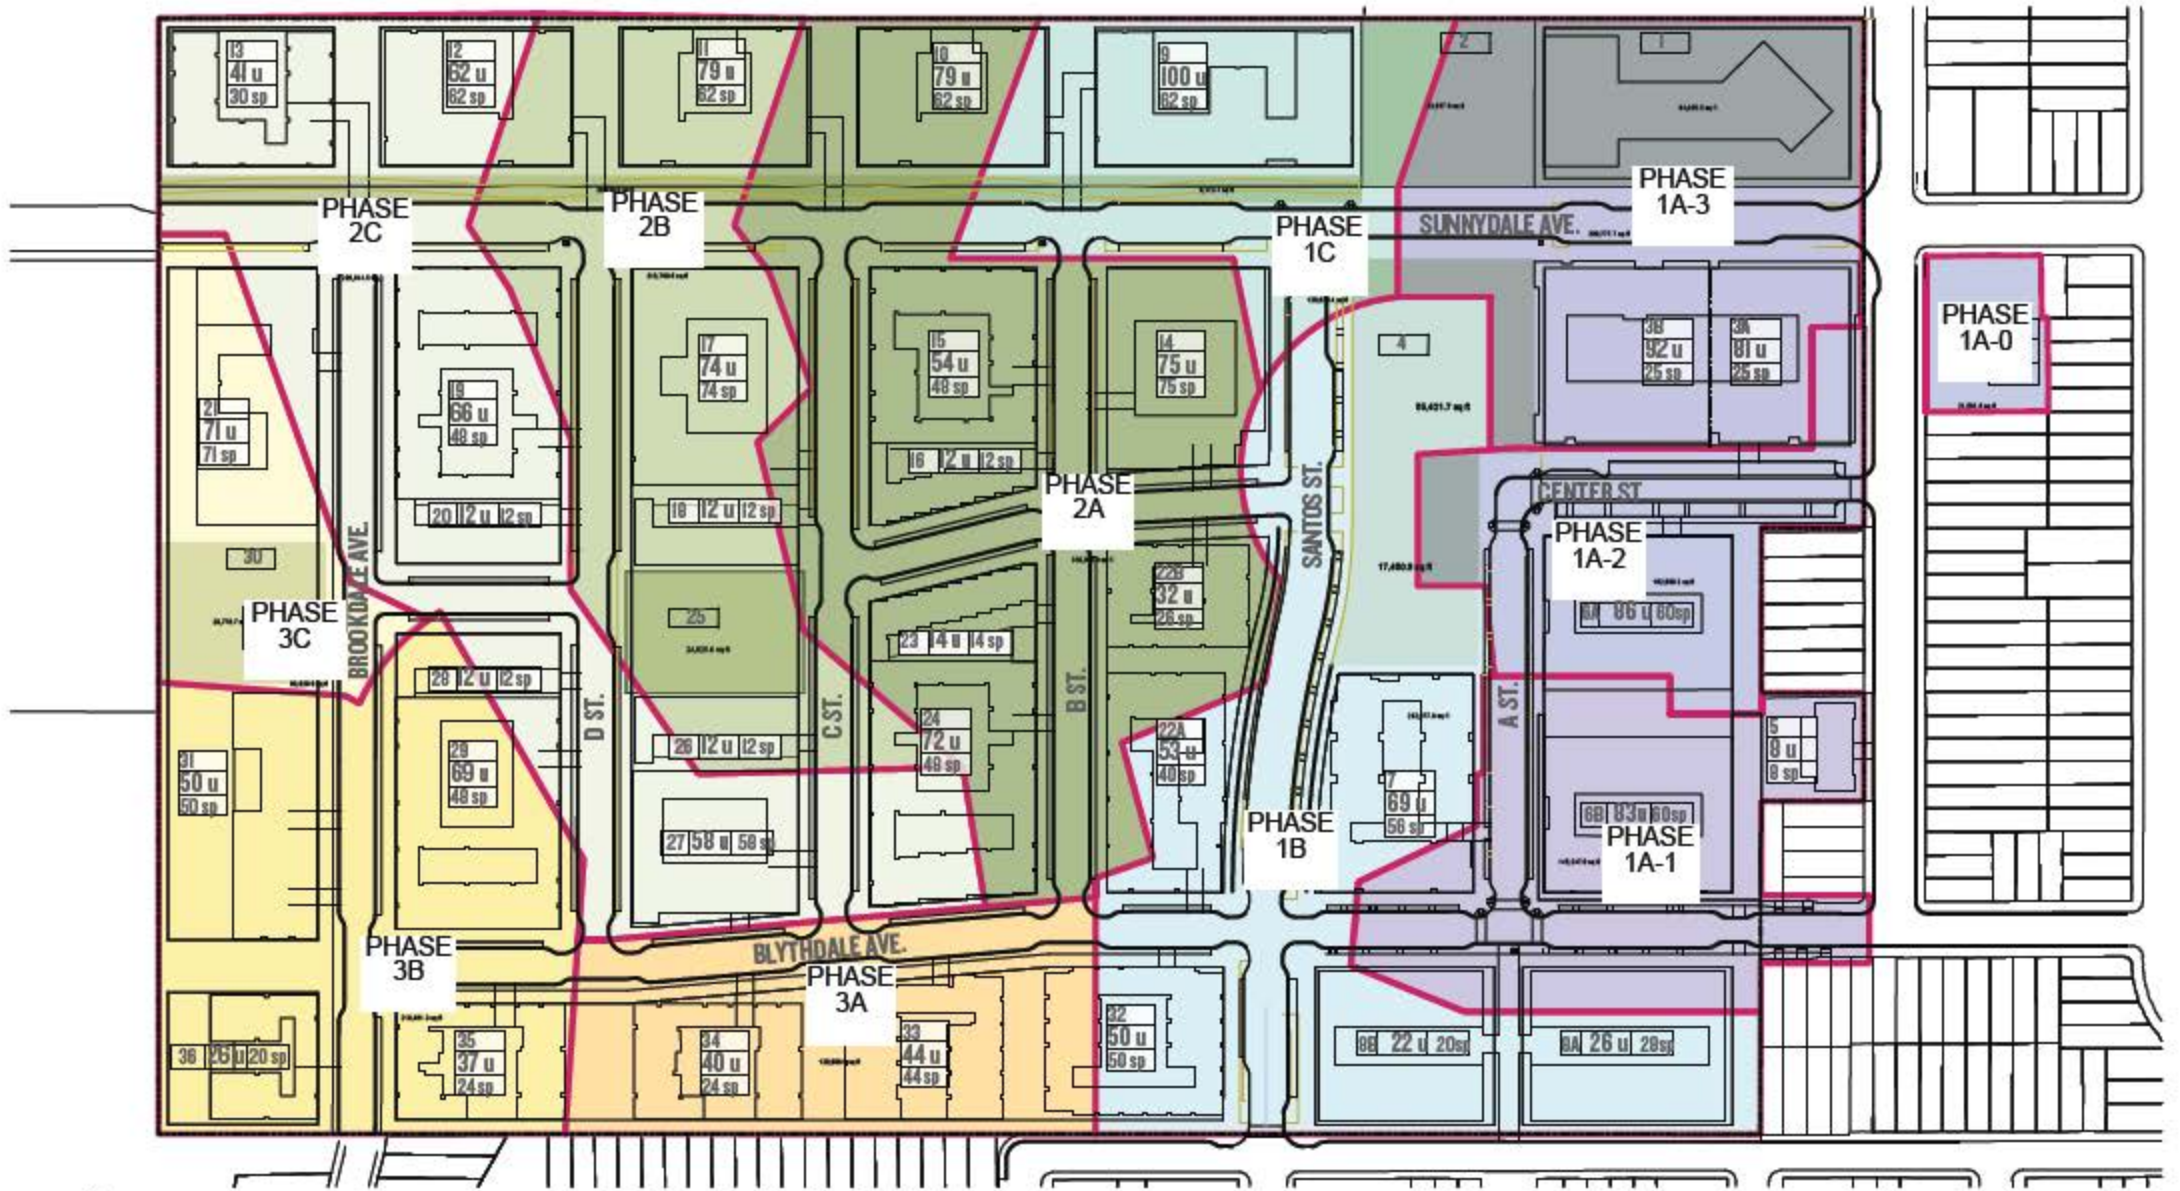 13
41 u
30 sp
12
62 u
62 sp
11
79 u
62 sp
10
79 u
62 sp
9
100 u
62 sp
2
1
PHASE
2C
PHASE
2B
PHASE
1C
SUNNYDALE AVE.
PHASE
1A-3
PHASE
1A-0
21
71 u
71 sp
19
66 u
48 sp
20 12 u 12 sp
17
74 u
74 sp
18 12 u 12 sp
15
54 u
48 sp
16 12 u 12 sp
14
75 u
75 sp
4
3B
92 u
25 sp
3A
81 u
25 sp
PHASE
2A
SANTOS ST.
CENTER ST
PHASE
1A-2
6A 86 u 60sp
30
PHASE
3C
BROOKDALE AVE.
25
22B
32 u
26 sp
23 14 u 14 sp
28 12 u 12 sp
29
69 u
48 sp
D ST.
26 12 u 12 sp
27 58 u 58 sp
C ST.
24
72 u
48 sp
B ST.
22A
53 u
40 sp
7
69 u
56 sp
A ST.
5
8 u
8 sp
6B 83u 60sp
PHASE
1A-1
PHASE
1B
31
50 u
50 sp
PHASE
3B
BLYTHDALE AVE.
PHASE
3A
36 26 u 20 sp
35
37 u
24 sp
34
40 u
24 sp
33
44 u
44 sp
32
50 u
50 sp
8B 22 u 20sp
8A 26 u 28sp